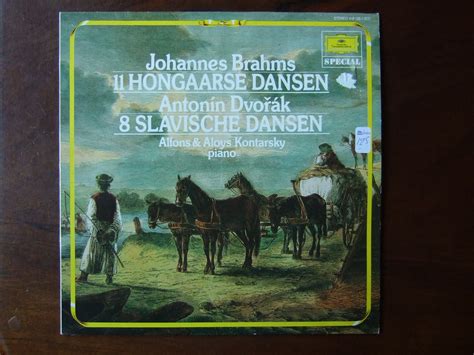 Johannes Brahms
11 HONGAARSE DANSEN
Antonín Dvořák
8 SLAVISCHE DANSEN
Alfons & Aloys Kontarsky
piano
SPECIAL